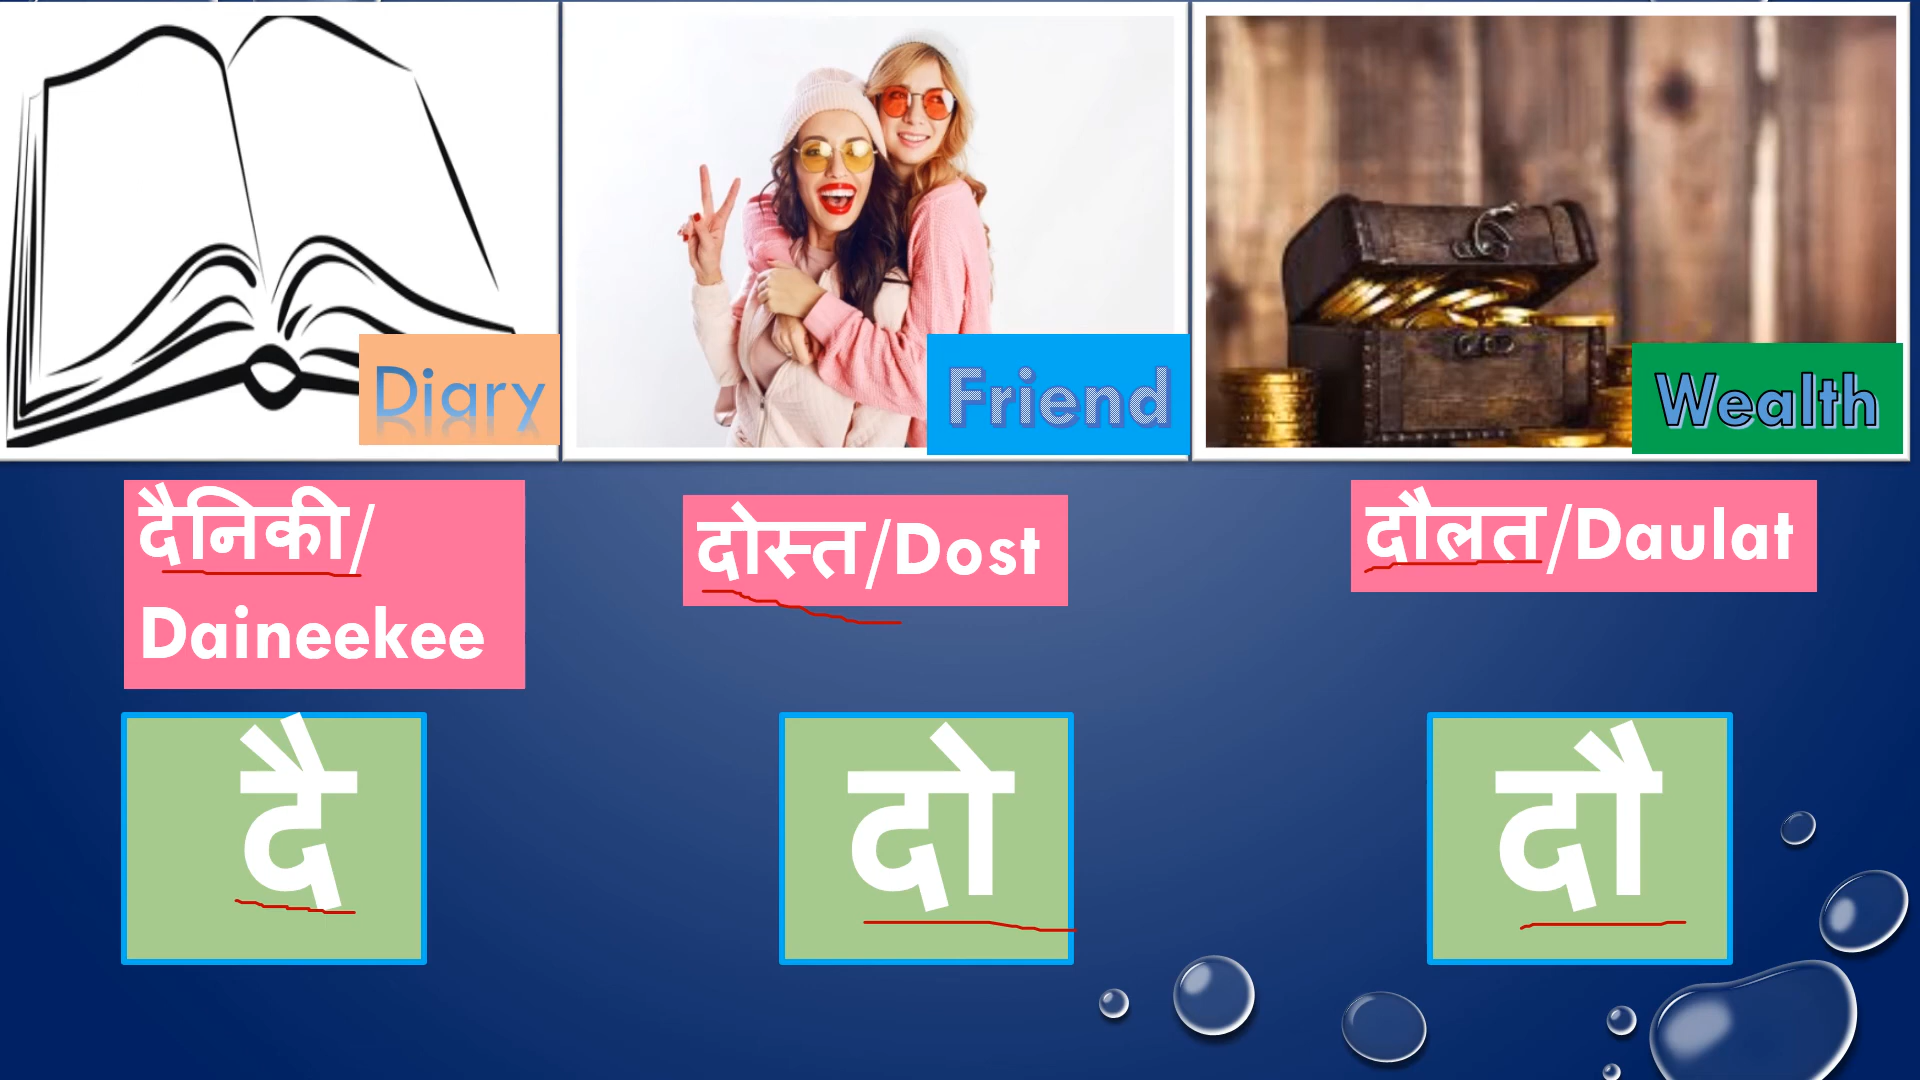 Diary
Friend
Wealth
दैनिकी/
Daineekee
दोस्त/Dost
दौलत/Daulat
दै
दो
दौ